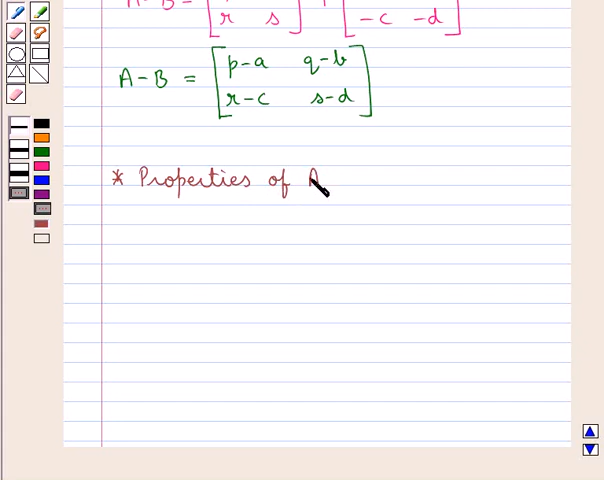 A-B=
[r s] + [-c -d]
A-B = [p-a q-b
r-c s-d]
* Properties of A